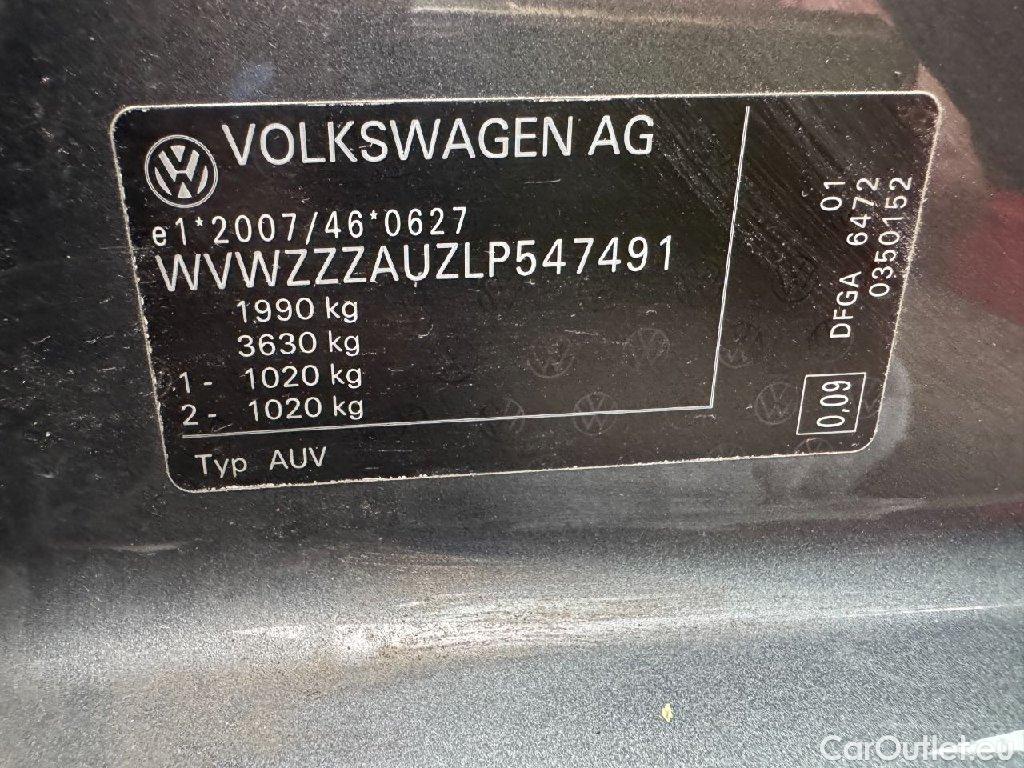 VOLKSWAGEN AG
e1*2007/46*0627
WVWZZZAUZLP547491
1990 kg
3630 kg
1 - 1020 kg
2 - 1020 kg
Typ AUV
01
DFGA 6472
0350152
0,09
CarOutlet.eu